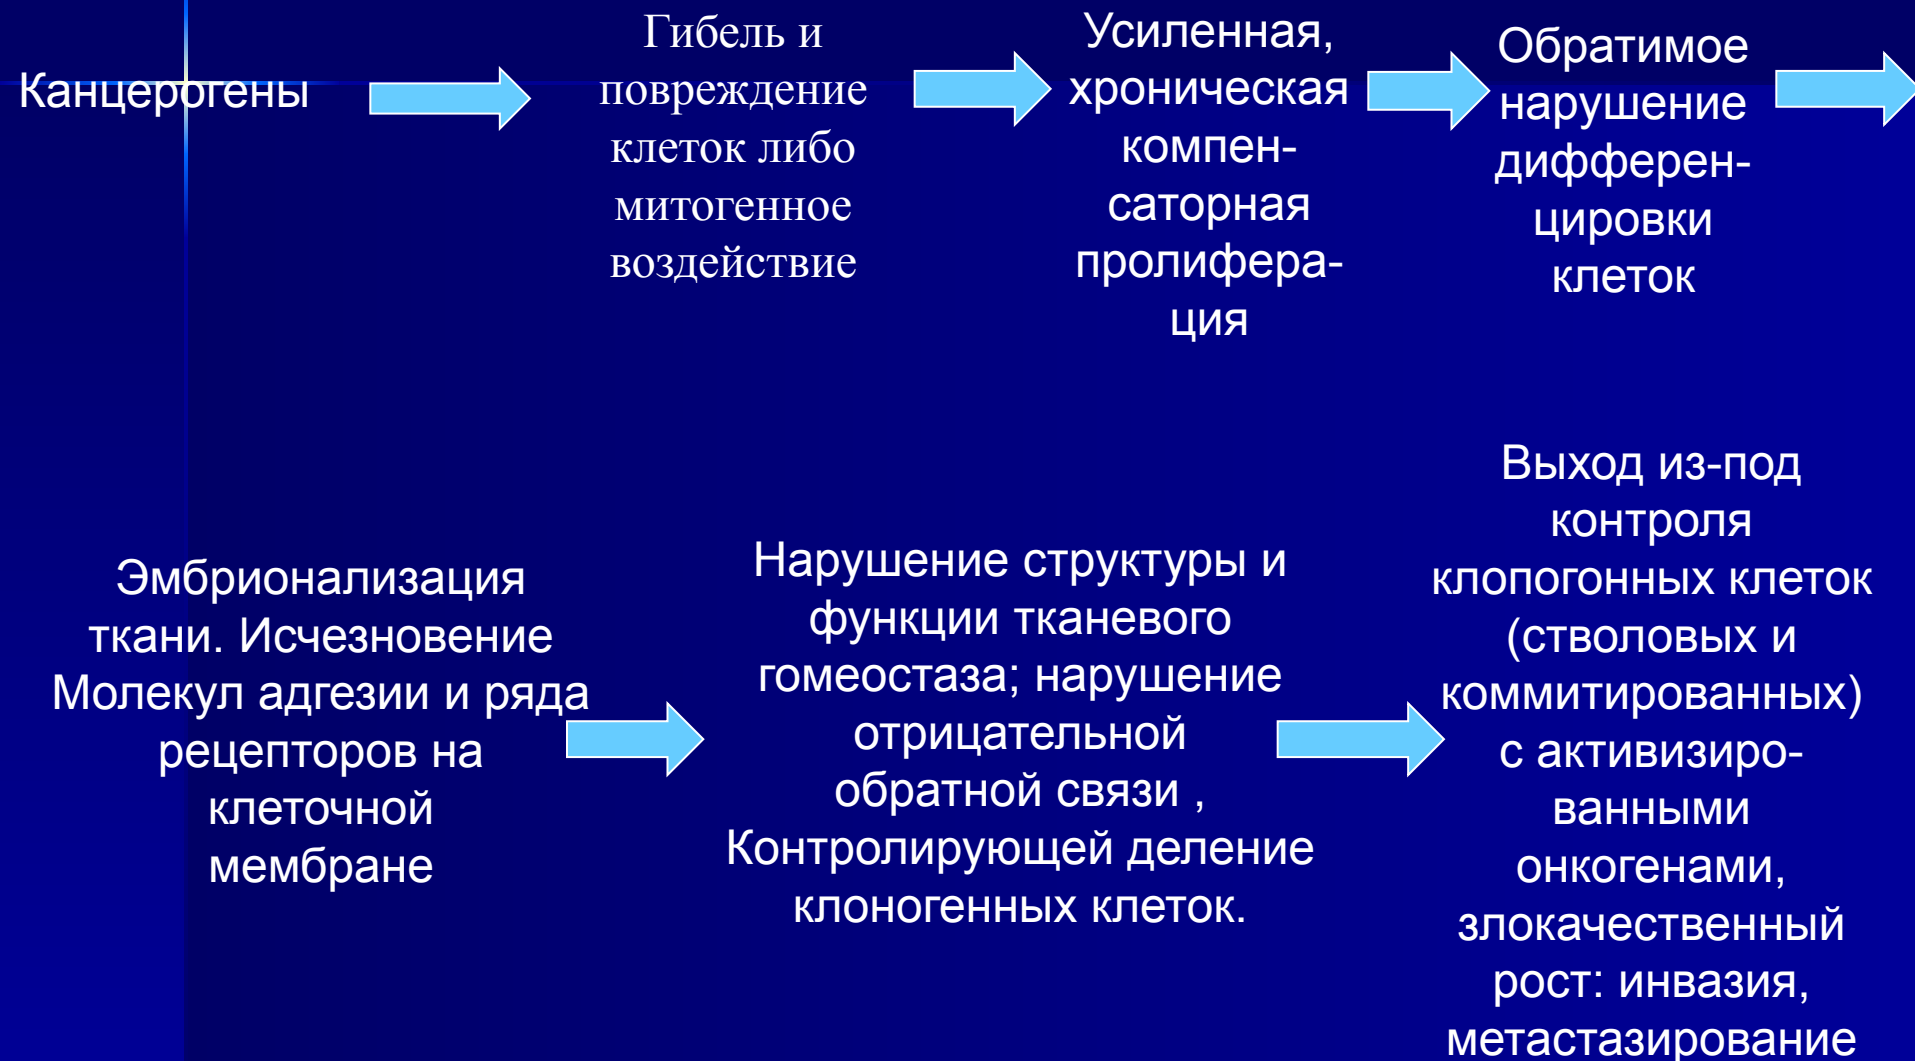 Канцерогены
Гибель и
повреждение
клеток либо
митогенное
воздействие
Усиленная,
хроническая
компен-
саторная
пролифера-
ция
Обратимое
нарушение
дифферен-
цировки
клеток
Эмбрионализация
ткани. Исчезновение
Молекул адгезии и ряда
рецепторов на
клеточной
мембране
Нарушение структуры и
функции тканевого
гомеостаза; нарушение
отрицательной
обратной связи ,
Контролирующей деление
клоногенных клеток.
Выход из-под
контроля
клопогонных клеток
(стволовых и
коммитированных)
с активизиро-
ванными
онкогенами,
злокачественный
рост: инвазия,
метастазирование